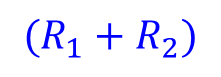 (R₁ + R₂)